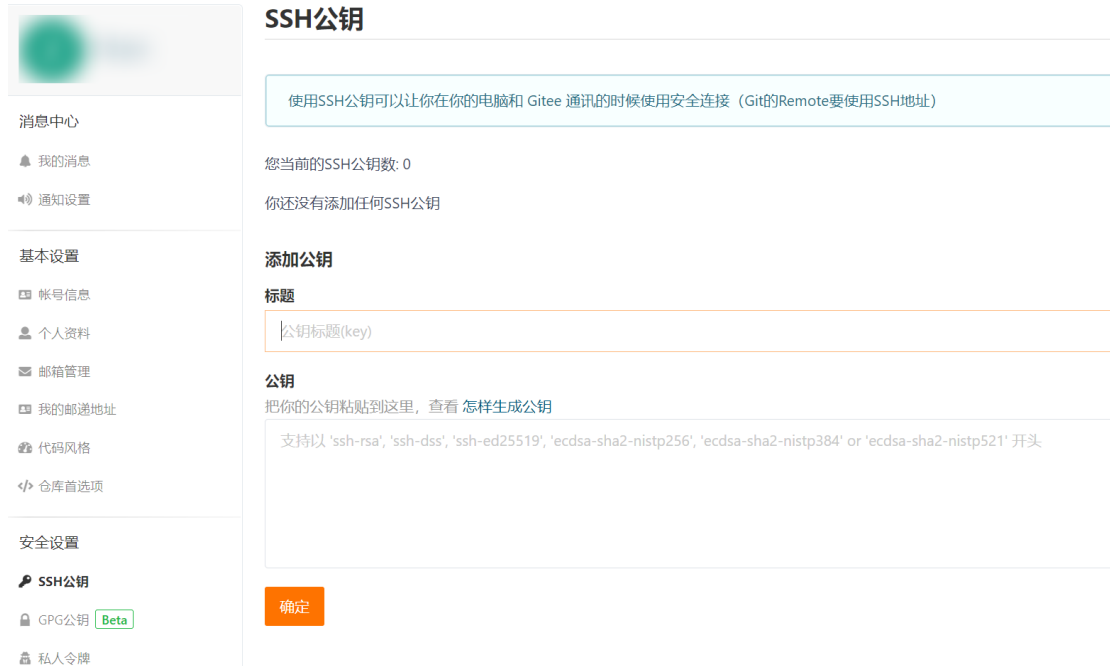 SSH公钥
使用SSH公钥可以让你在你的电脑和 Gitee 通讯的时候使用安全连接（Git的Remote要使用SSH地址）
您当前的SSH公钥数: 0
你还没有添加任何SSH公钥
添加公钥
标题
公钥标题(key)
公钥
把你的公钥粘贴到这里，查看 怎样生成公钥
支持以 'ssh-rsa', 'ssh-dss', 'ssh-ed25519', 'ecdsa-sha2-nistp256', 'ecdsa-sha2-nistp384' or 'ecdsa-sha2-nistp521' 开头
确定
消息中心
我的消息
通知设置
基本设置
帐号信息
个人资料
邮箱管理
我的邮递地址
代码风格
仓库首选项
安全设置
SSH公钥
GPG公钥 Beta
私人令牌